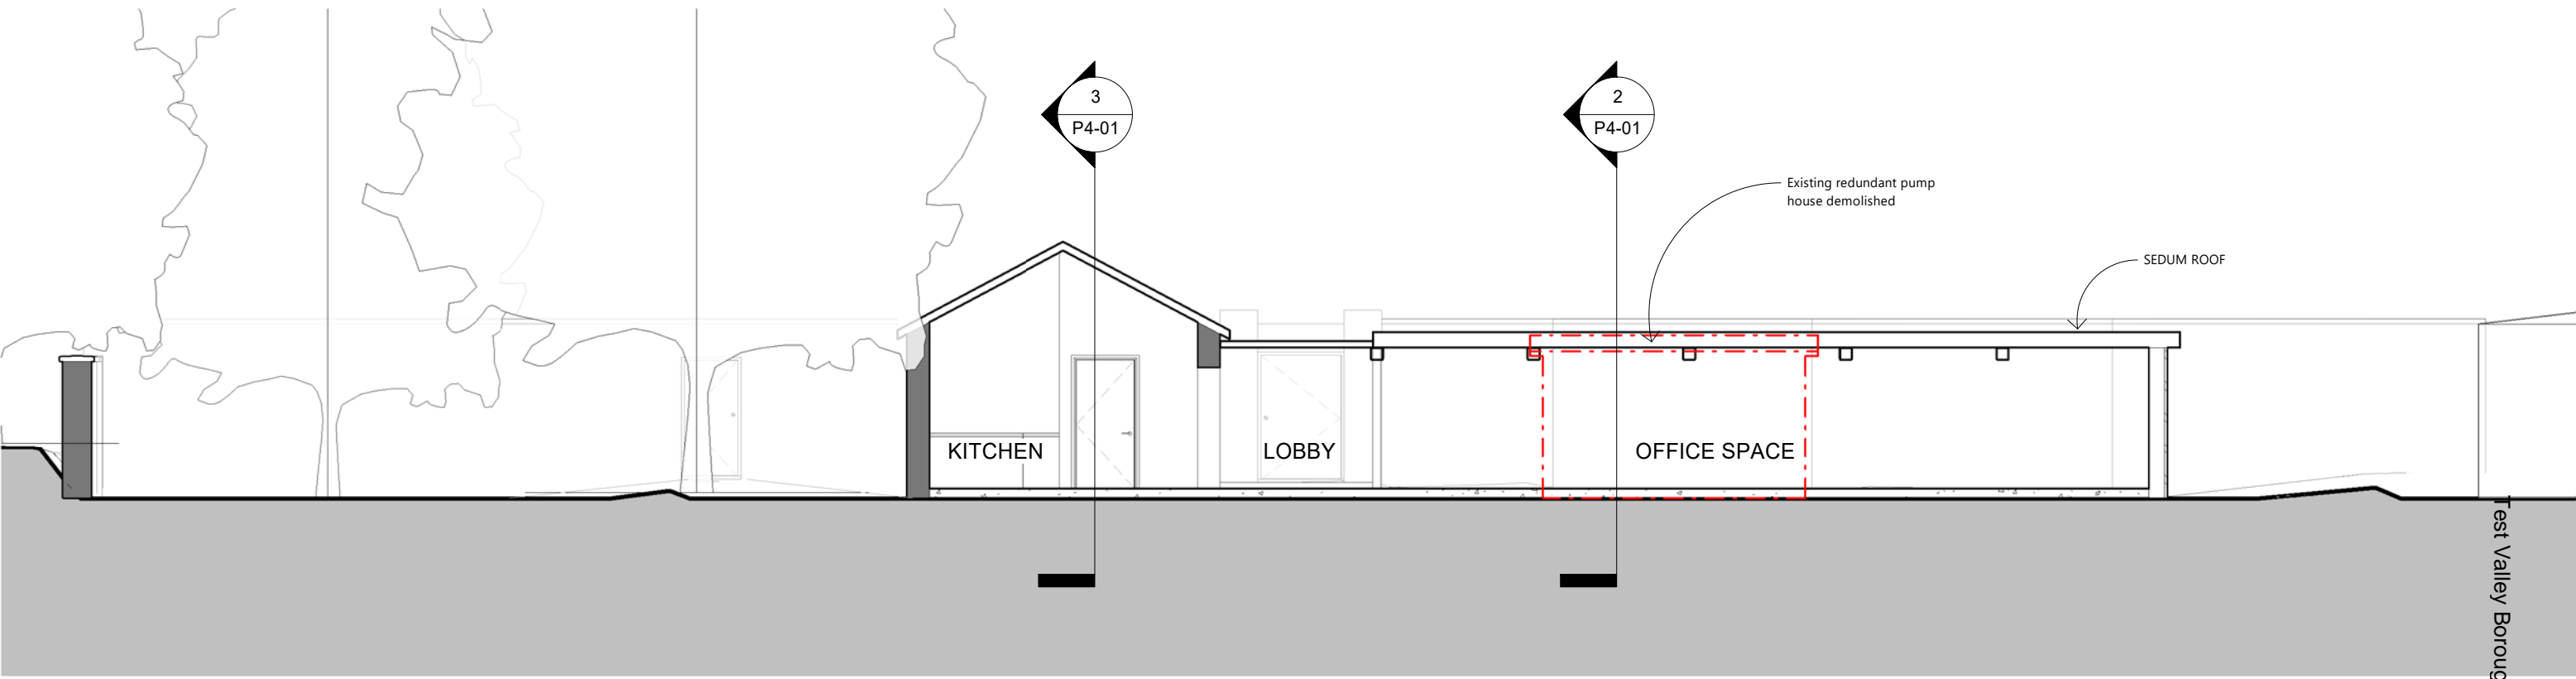 3
P4-01
2
P4-01
Existing redundant pump
house demolished
SEDUM ROOF
KITCHEN
LOBBY
OFFICE SPACE
Test Valley Boroug